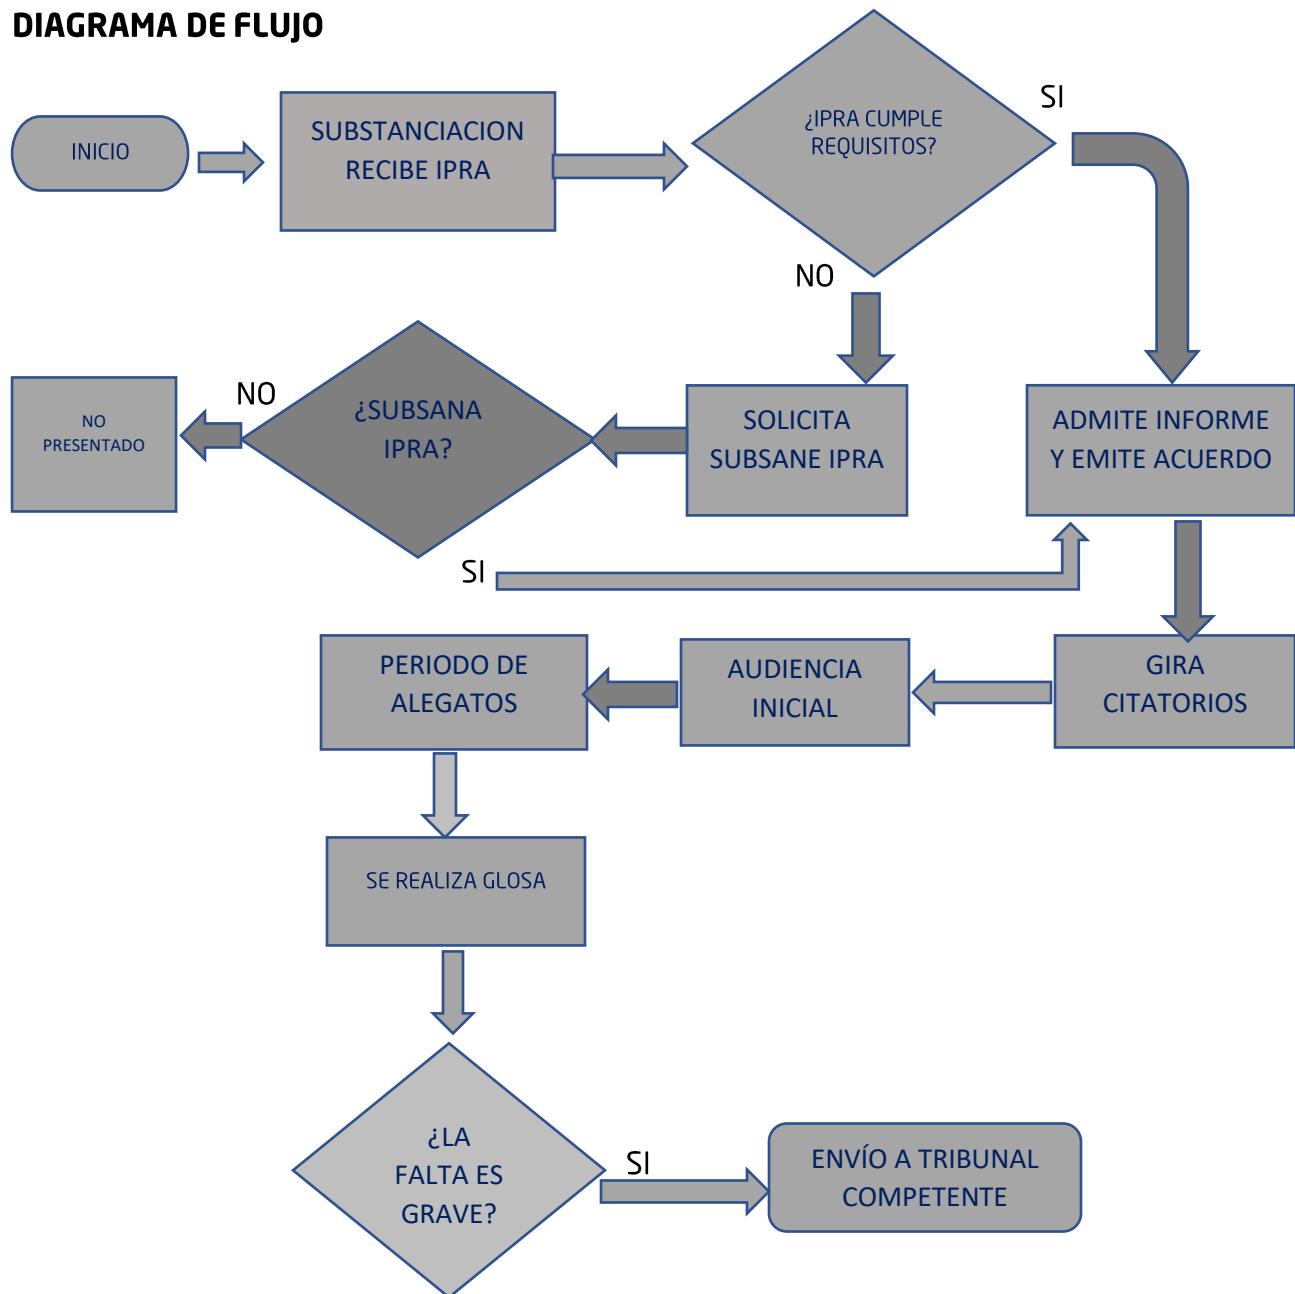 DIAGRAMA DE FLUJO
INICIO
SUBSTANCIACION
RECIBE IPRA
¿IPRA CUMPLE
REQUISITOS?
SI
NO
NO
PRESENTADO
NO
¿SUBSANA
IPRA?
SOLICITA
SUBSANE IPRA
ADMITE INFORME
Y EMITE ACUERDO
SI
PERIODO DE
ALEGATOS
AUDIENCIA
INICIAL
GIRA
CITATORIOS
SE REALIZA GLOSA
¿LA
FALTA ES
GRAVE?
SI
ENVÍO A TRIBUNAL
COMPETENTE